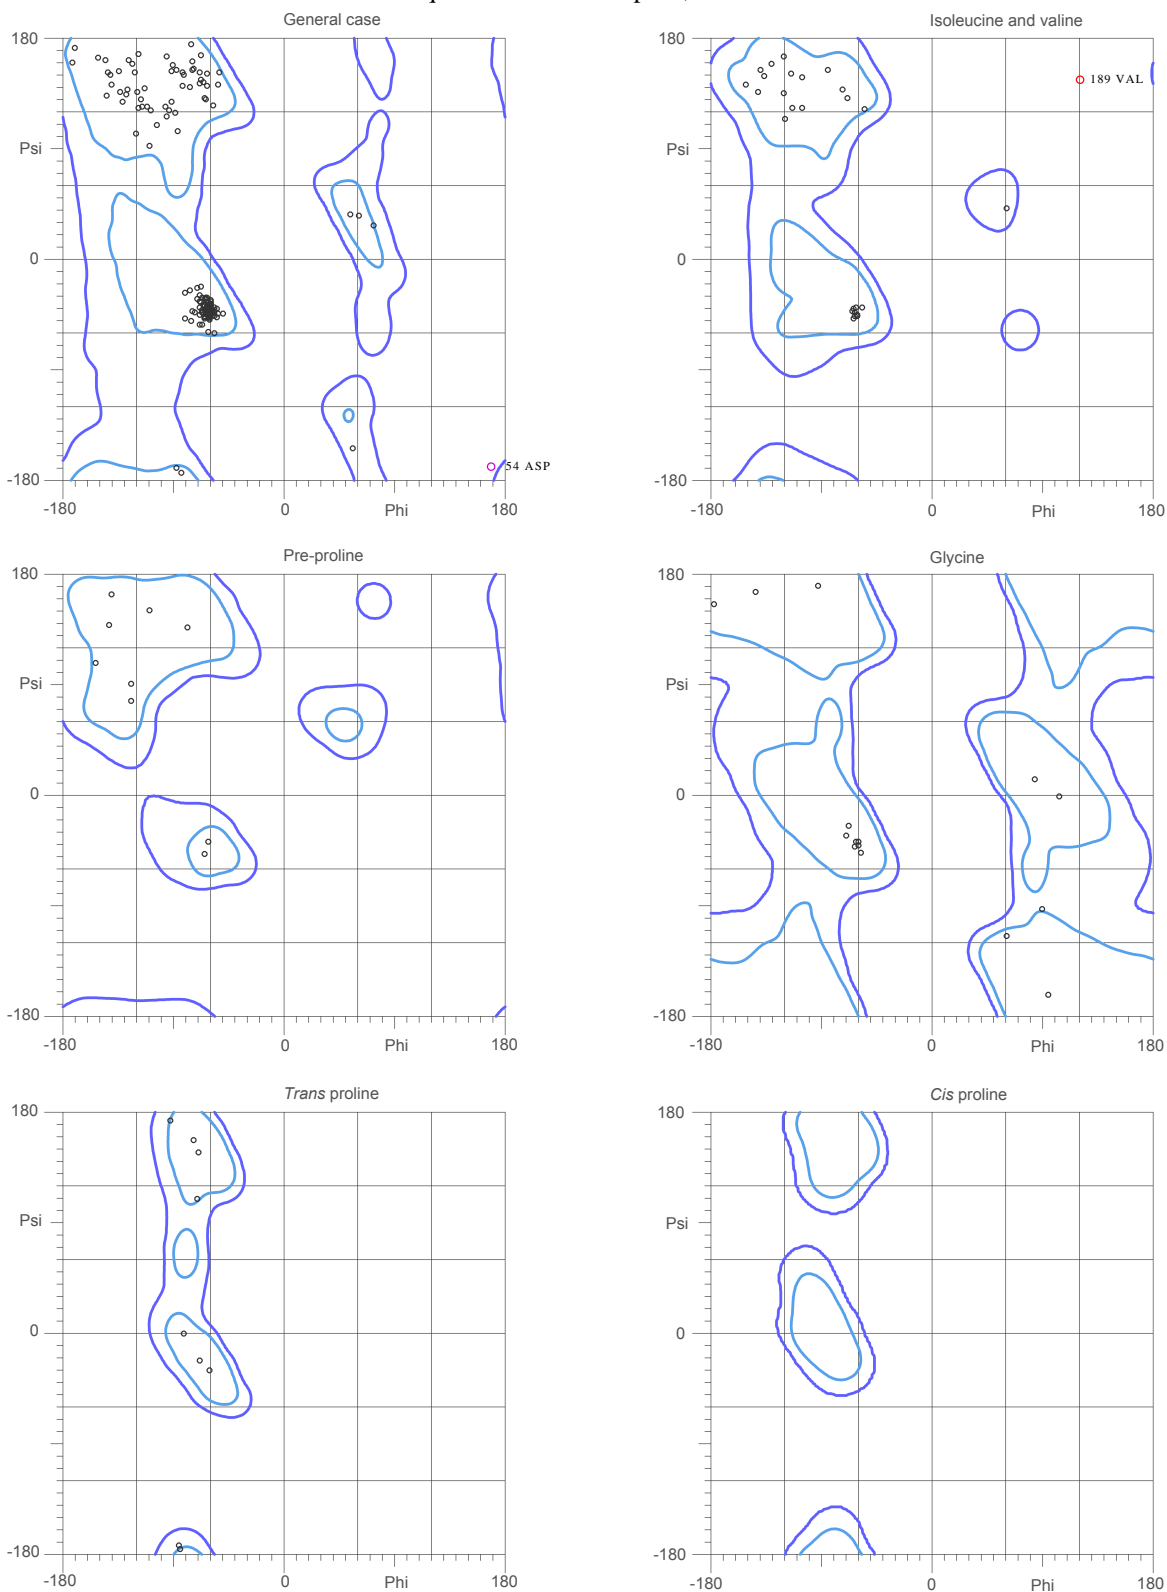 General case
Isoleucine and valine
180
180
189 VAL
Psi
Psi
0
0
54 ASP
-180
-180
-180
0
Phi
180
-180
0
Phi
180
Pre-proline
Glycine
180
180
Psi
Psi
0
0
-180
-180
-180
0
Phi
180
-180
0
Phi
180
Trans proline
Cis proline
180
180
Psi
Psi
0
0
-180
-180
-180
0
Phi
180
-180
0
Phi
180